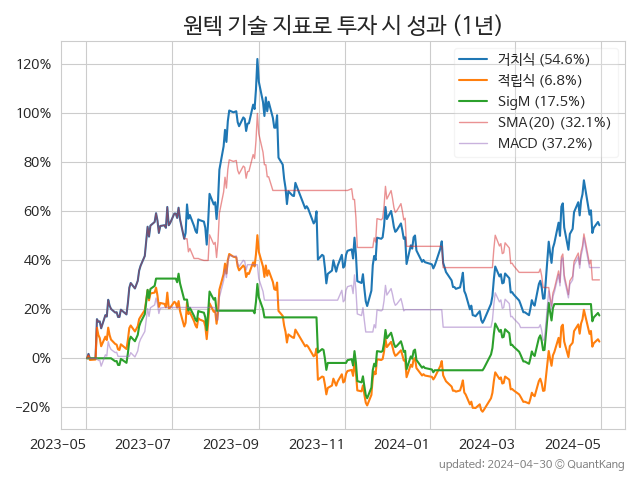 원텍 기술 지표로 투자 시 성과 (1년)
거치식 (54.6%)
적립식 (6.8%)
SigM (17.5%)
SMA(20) (32.1%)
MACD (37.2%)
120%
100%
80%
60%
40%
20%
0%
−20%
2023-05 2023-07 2023-09 2023-11 2024-01 2024-03 2024-05
updated: 2024-04-30 © QuantKang